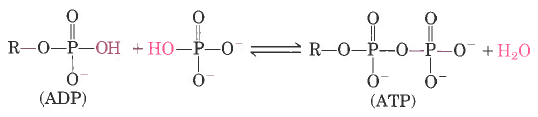 O O O O
R—O—P—OH + HO—P—O⁻ ⇌ R—O—P—O—P—O⁻ + H₂O
O⁻ O⁻ O⁻ O⁻
(ADP) (ATP)